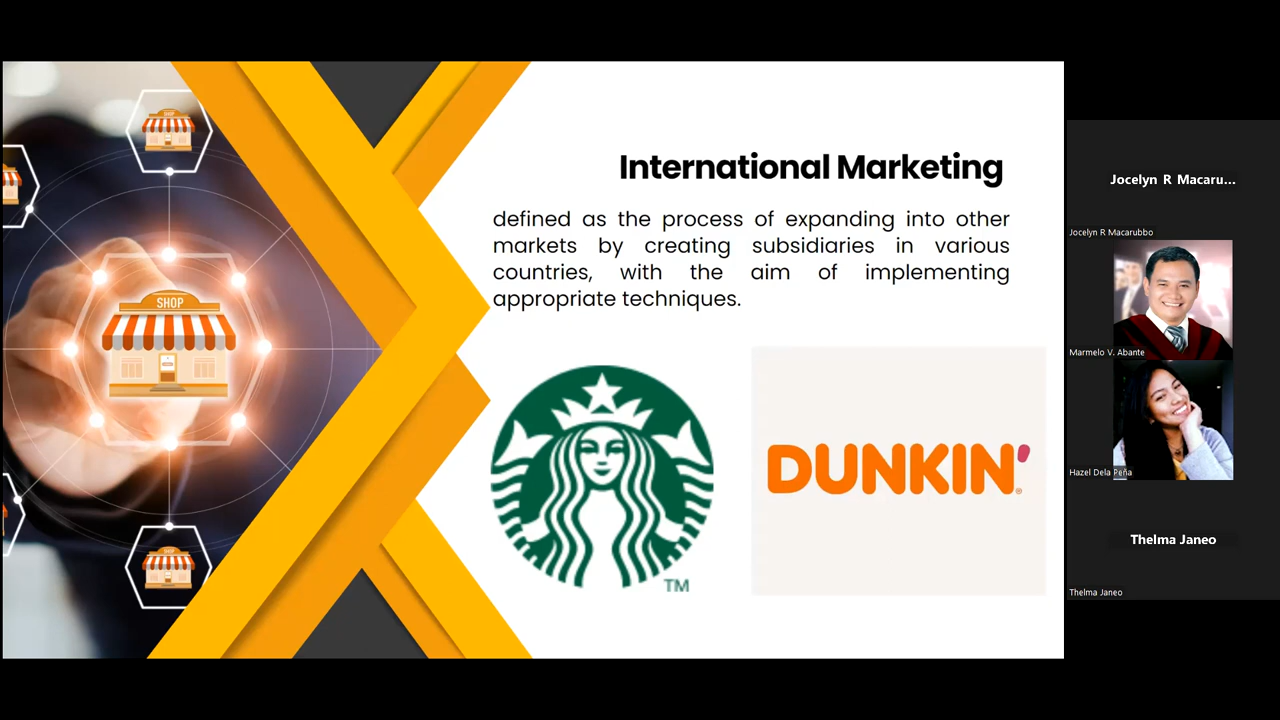 International Marketing
defined as the process of expanding into other
markets by creating subsidiaries in various
countries, with the aim of implementing
appropriate techniques.
SHOP
SHOP
SHOP
DUNKIN'
®
TM
Jocelyn R Macaru...
Jocelyn R Macarubbo
Marmelo V. Abante
Hazel Dela Peña
Thelma Janeo
Thelma Janeo